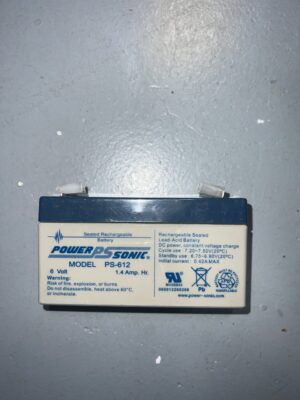 Sealed Rechargeable
Battery
POWER PS SONIC
MODEL PS-612
6 Volt 1.4 Amp. Hr.
Warning:
Risk of fire, explosion, or burns
Do not disassemble, heat above 60°C,
or incinerate.
Rechargeable Sealed
Lead-Acid Battery
DC power, constant voltage charge
Cycle use : 7.20~7.50V(20°C)
Standby use : 6.75~6.90V(20°C)
Initial current : 0.42A MAX
Pb
www.power-sonic.com